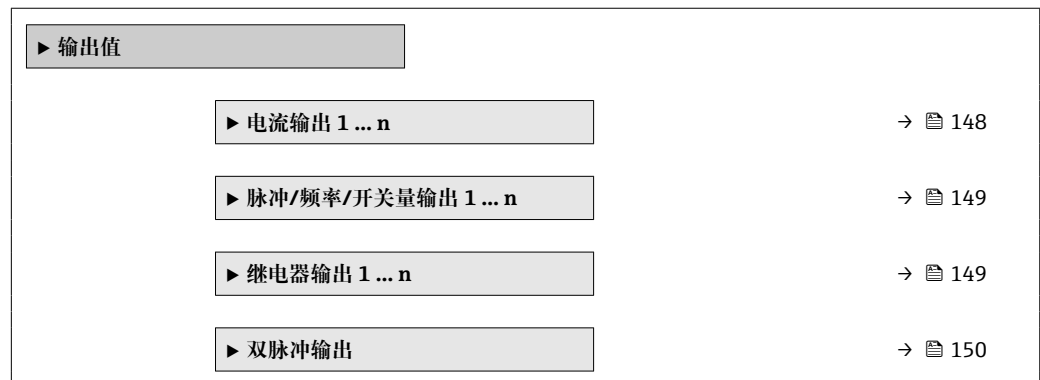 ▶ 输出值
▶ 电流输出 1 ... n → 🖺 148
▶ 脉冲/频率/开关量输出 1 ... n → 🖺 149
▶ 继电器输出 1 ... n → 🖺 149
▶ 双脉冲输出 → 🖺 150